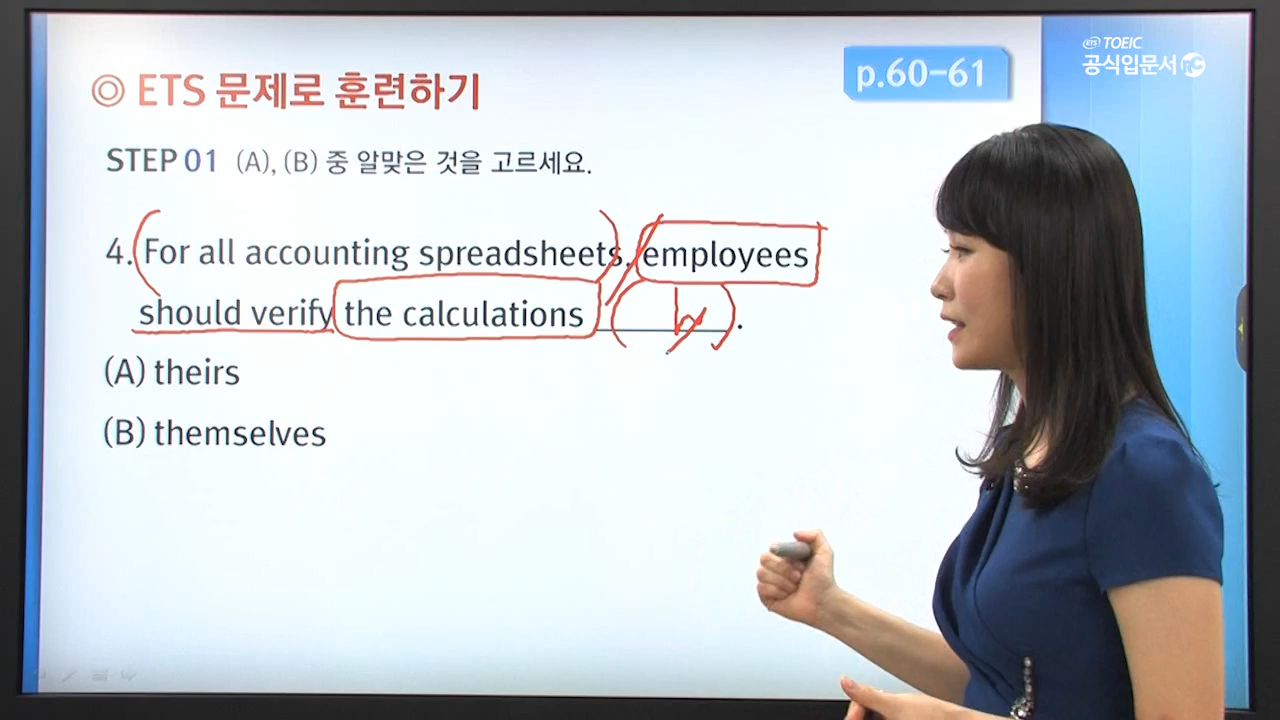 ETS TOEIC
공식입문서 RC
p.60-61
◎ ETS 문제로 훈련하기
STEP 01 (A), (B) 중 알맞은 것을 고르세요.
4. For all accounting spreadsheets, employees
should verify the calculations ( b ).
(A) theirs
(B) themselves